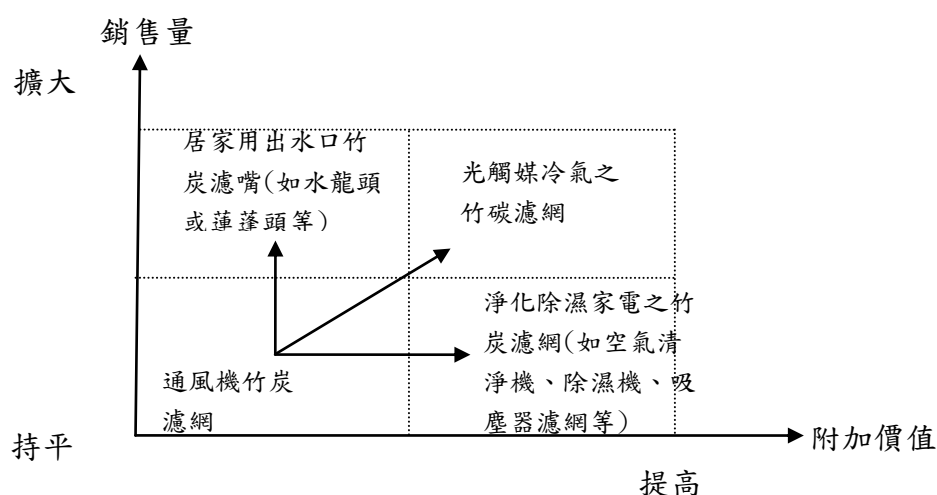 銷售量
擴大
居家用出水口竹
炭濾嘴(如水龍頭
或蓮蓬頭等)
光觸媒冷氣之
竹碳濾網
淨化除濕家電之竹
炭濾網(如空氣清
淨機、除濕機、吸
塵器濾網等)
通風機竹炭
濾網
持平
附加價值
提高